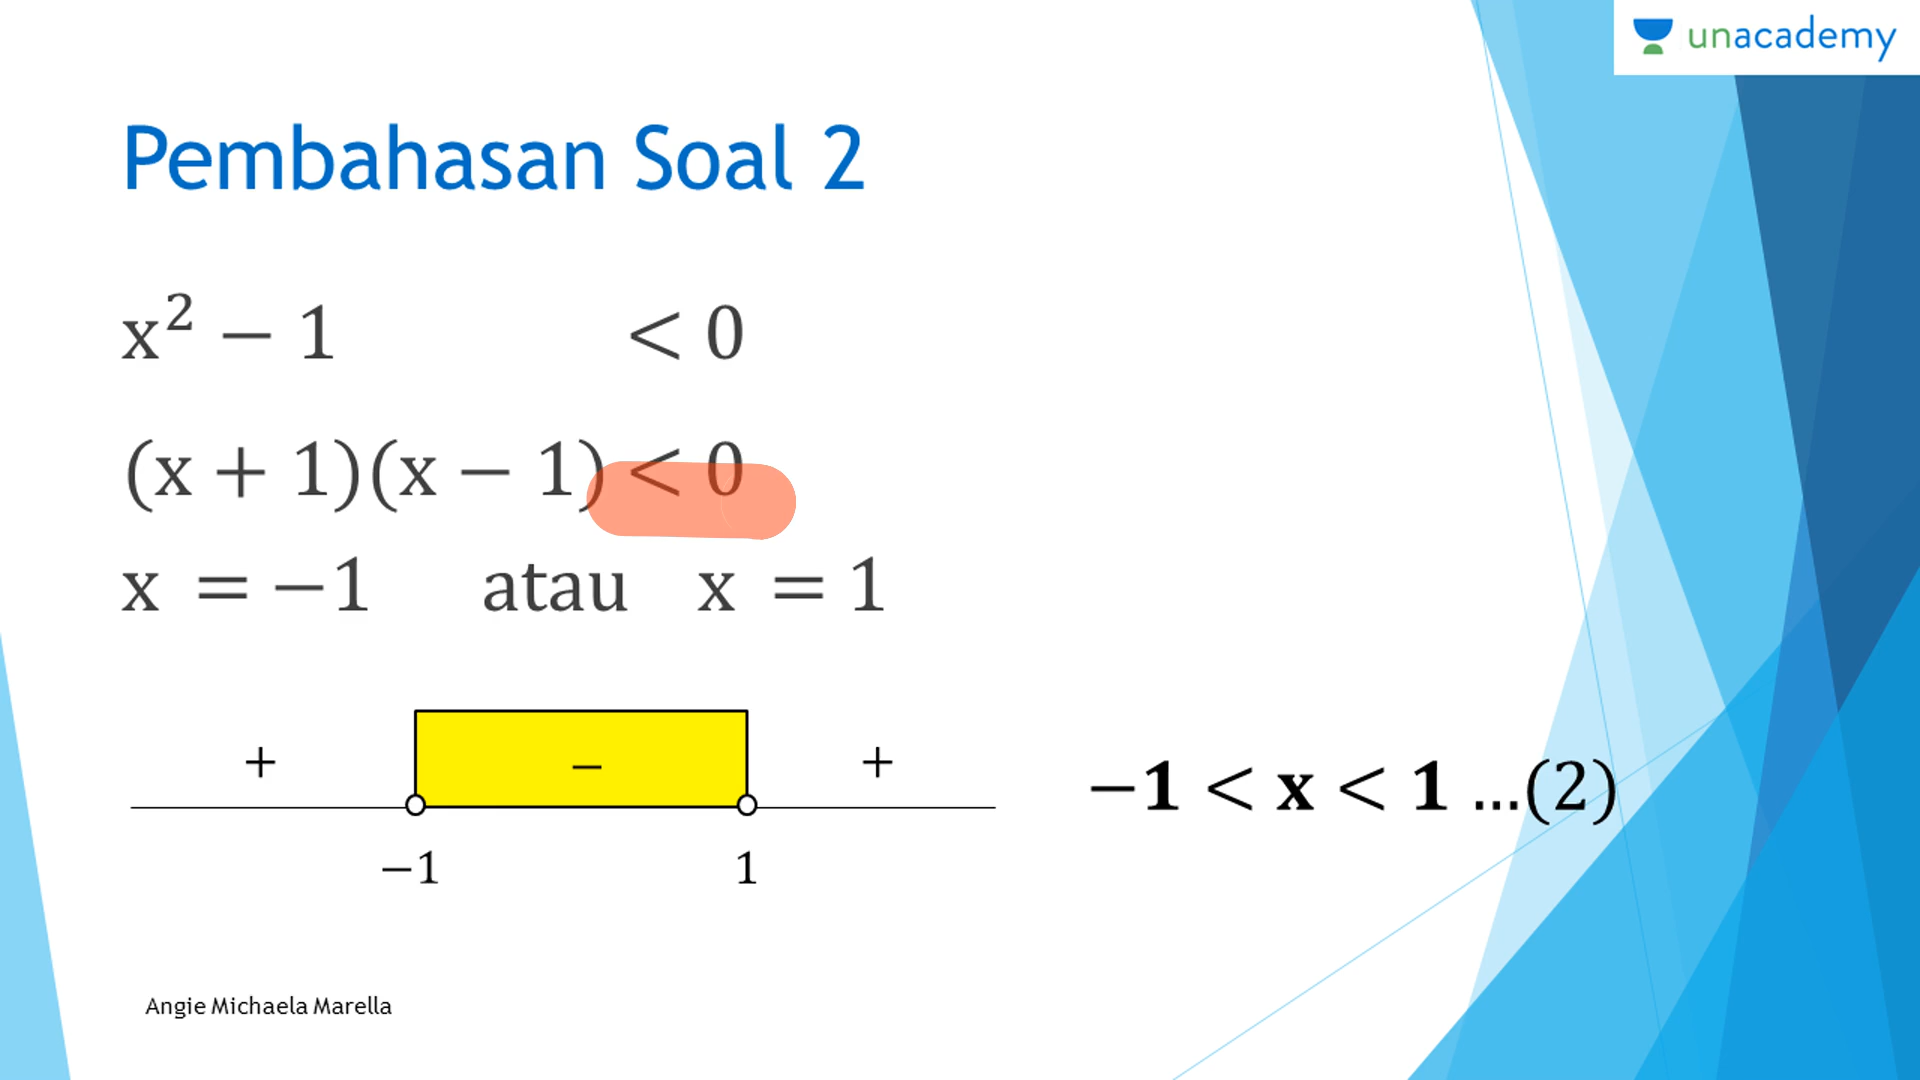 unacademy
Pembahasan Soal 2
x² − 1 < 0
(x + 1)(x − 1) < 0
x = −1 atau x = 1
+ − +
−1 < x < 1 ...(2)
−1 1
Angie Michaela Marella